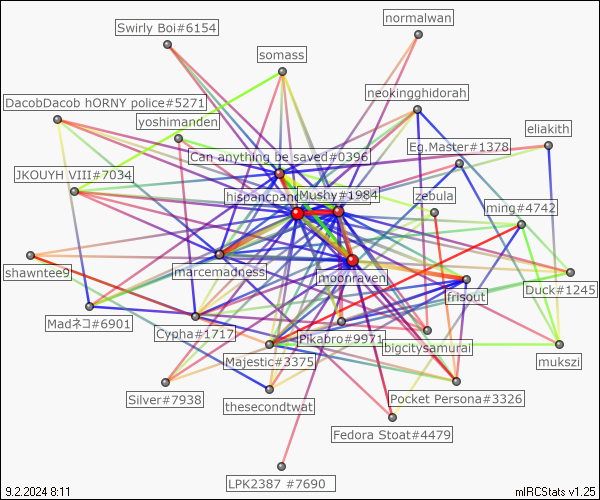 normalwan
Swirly Boi#6154
somass
neokingghidorah
DacobDacob hORNY police#5271
yoshimanden
eliakith
Eg.Master#1378
Can anything be saved#0396
JKOUYH VIII#7034
hispancpanc
Mushy#1984
zebula
ming#4742
shawntee9
marcemadness
moonraven
frisout
Duck#1245
Madネコ#6901
Cypha#1717
Pikabro#9971
bigcitysamurai
Majestic#3375
mukszi
Silver#7938
thesecondtwat
Pocket Persona#3326
Fedora Stoat#4479
LPK2387 #7690
9.2.2024 8:11
mIRCStats v1.25